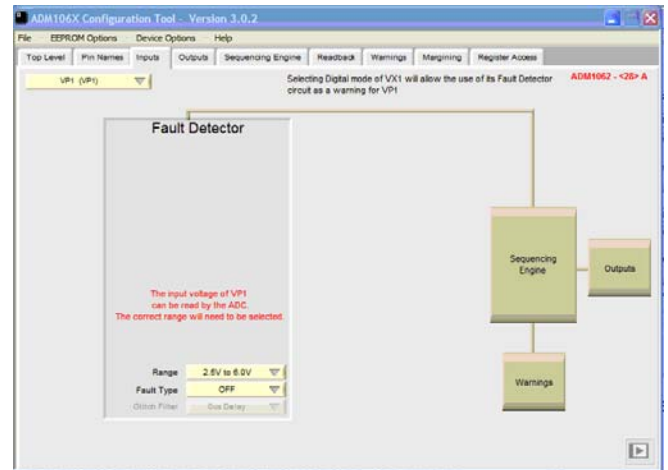 ADM106X Configuration Tool - Version 3.0.2
File EEPROM Options Device Options Help
Top Level Pin Names Inputs Outputs Sequencing Engine Readback Warnings Margining Register Access
VP1 (VP1)
Selecting Digital mode of VX1 will allow the use of its Fault Detector
circuit as a warning for VP1
ADM1062 - <28> A
Fault Detector
The input voltage of VP1
can be read by the ADC.
The correct range will need to be selected.
Sequencing
Engine
Outputs
Warnings
Range 2.5V to 6.0V
Fault Type OFF
Glitch Filter 0us Delay